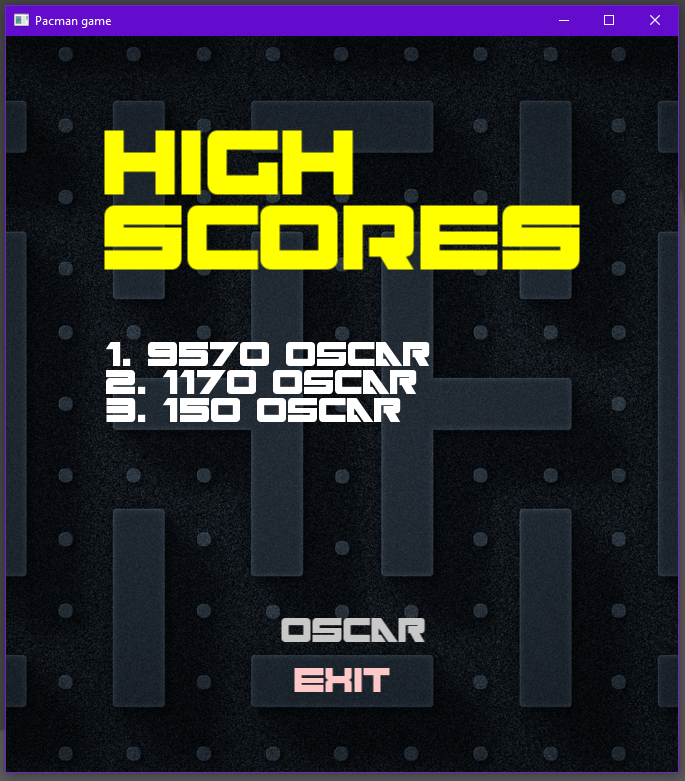 Pacman game
HIGH
SCORES
1. 9570 OSCAR
2. 1170 OSCAR
3. 150 OSCAR
OSCAR
EXIT